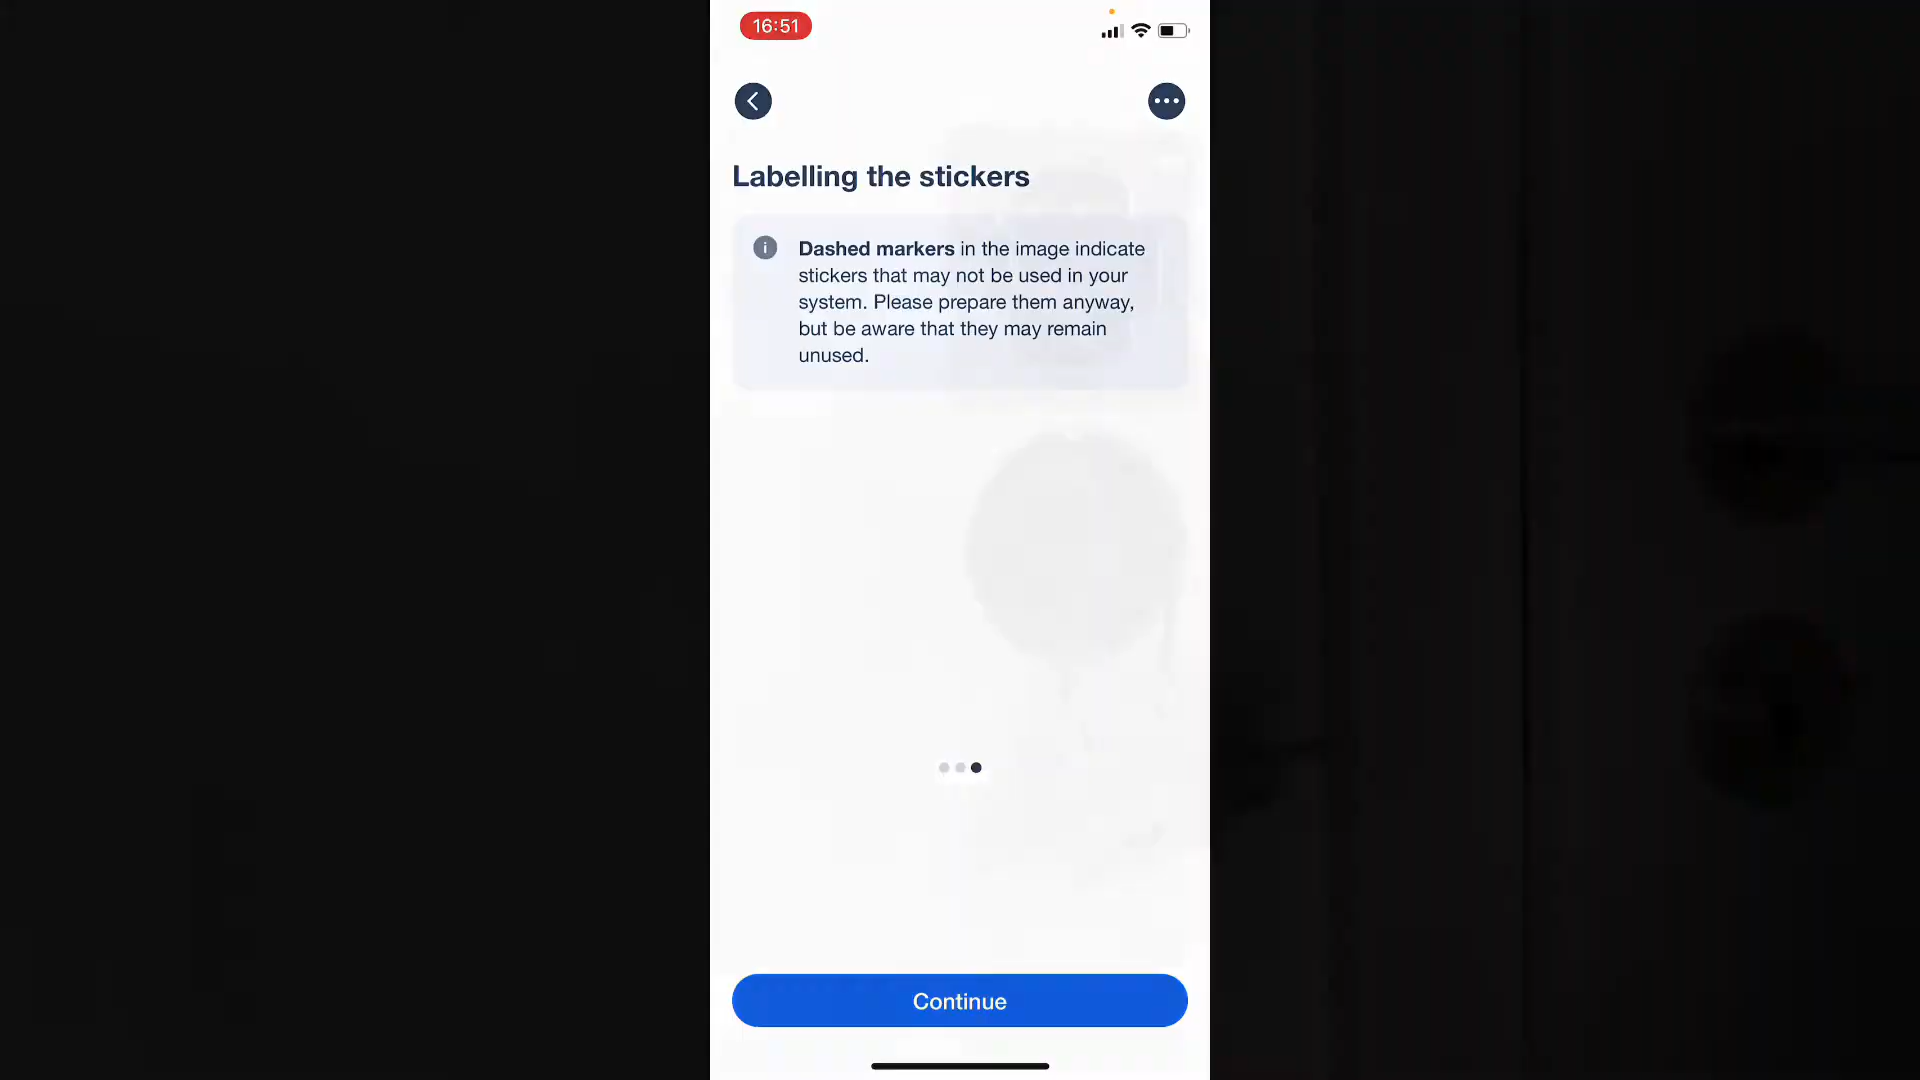 16:51
Labelling the stickers
Dashed markers in the image indicate
stickers that may not be used in your
system. Please prepare them anyway,
but be aware that they may remain
unused.
Continue